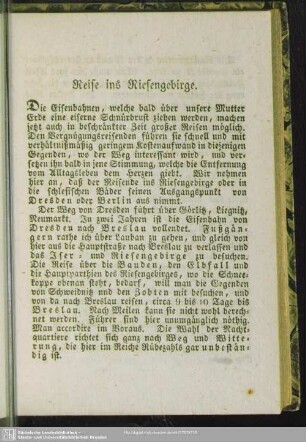 Reise ins Riesengebirge.
Die Eisenbahnen, welche bald über unsere Mutter
Erde eine eiserne Schnürbrust ziehen werden, machen
jetzt auch in beschränkter Zeit großer Reisen möglich.
Den Vergnügungsreisenden führen sie schnell und mit
verhältnißmäßig geringem Kostenaufwand in diejenigen
Gegenden, wo der Weg interessant wird, und ver-
setzen ihn bald in jene Stimmung, welche die Entfernung
vom Alltagsleben dem Herzen giebt. Wir nehmen
hier an, daß der Reisende ins Riesengebirge oder in
die schlesischen Bäder seinen Ausgangspunkt von
Dresden oder Berlin aus nimmt.
Der Weg von Dresden führt über Görlitz, Liegnitz,
Neumarkt. In zwei Jahren ist die Eisenbahn von
Dresden nach Breslau vollendet. Fußgän-
gern rathe ich über Lauban zu gehen, und gleich von
hier aus die Hauptstraße nach Breslau zu verlassen und
das Iser- und Riesengebirge zu besuchen.
Die Reise über die Bauden, den Elbfall und
die Hauptparthien des Riesengebirges, wo die Schnee-
koppe obenan steht, bedarf, will man die Gegenden
von Schweidnitz und den Zobten mit besuchen, und
von da nach Breslau reisen, circa 9 bis 10 Tage bis
Breslau. Nach Meilen kann sie nicht wohl berech-
net werden. Führer sind hier unumgänglich nöthig.
Man accordire im Voraus. Die Wahl der Nacht-
quartiere richtet sich ganz nach Weg und Witte-
rung, die hier im Reiche Rübezahls gar unbestän-
dig ist.